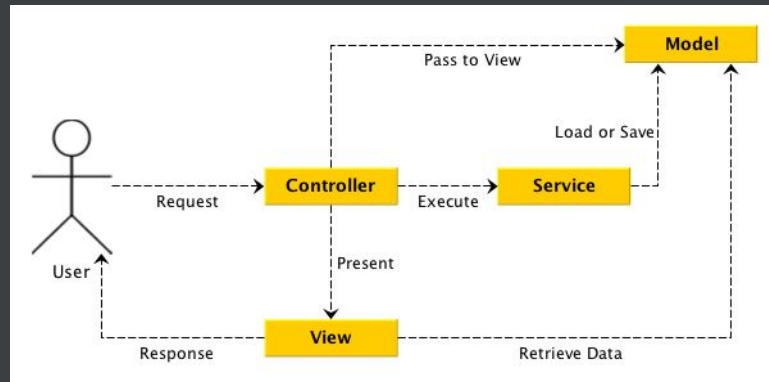 Model
Pass to View
Load or Save
Controller
Service
Request
Execute
User
Present
View
Response
Retrieve Data